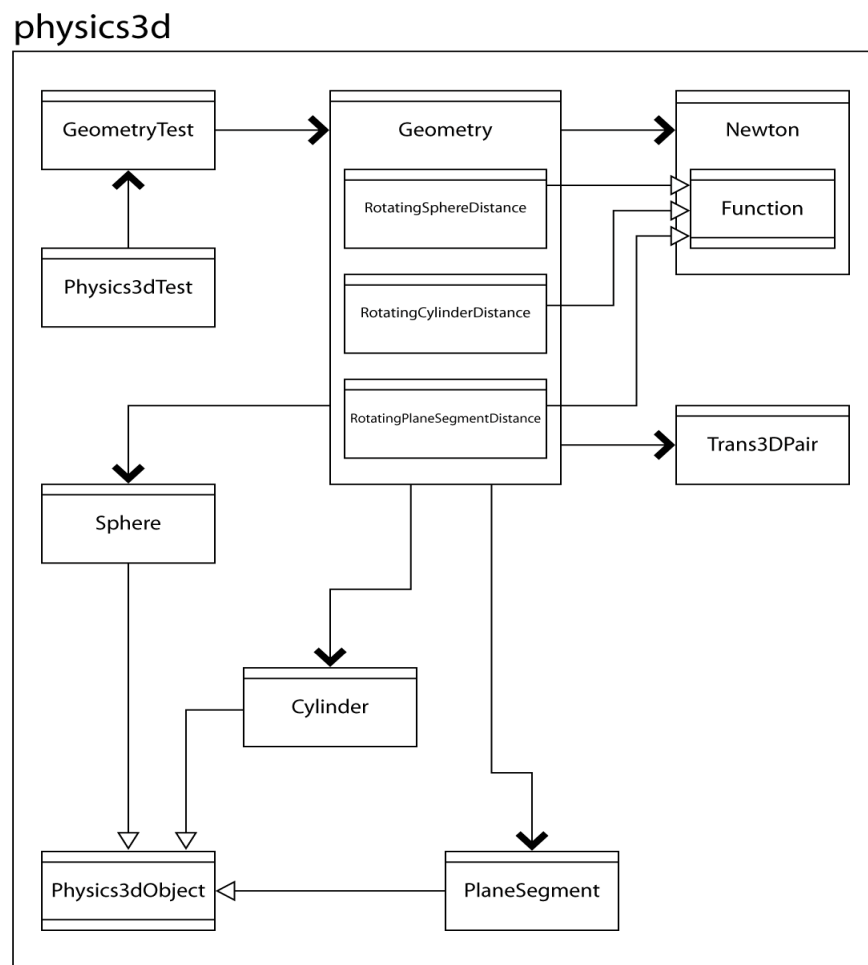 physics3d
GeometryTest
Geometry
Newton
RotatingSphereDistance
Function
Physics3dTest
RotatingCylinderDistance
RotatingPlaneSegmentDistance
Trans3DPair
Sphere
Cylinder
Physics3dObject
PlaneSegment